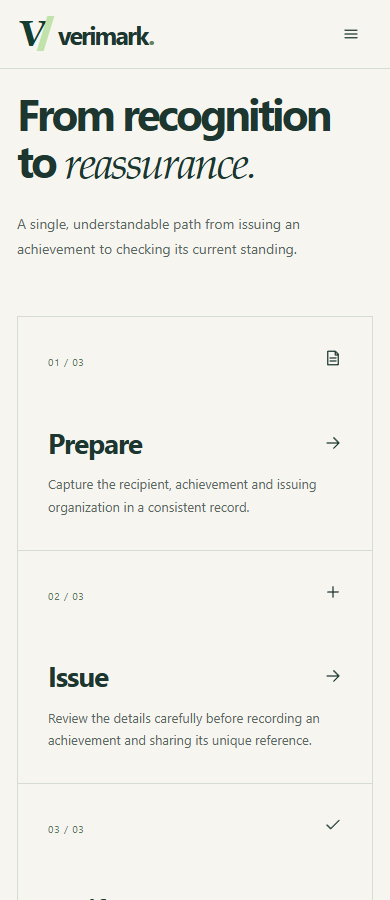 V verimark.
From recognition
to reassurance.
A single, understandable path from issuing an
achievement to checking its current standing.
01 / 03
Prepare
Capture the recipient, achievement and issuing
organization in a consistent record.
02 / 03
Issue
Review the details carefully before recording an
achievement and sharing its unique reference.
03 / 03